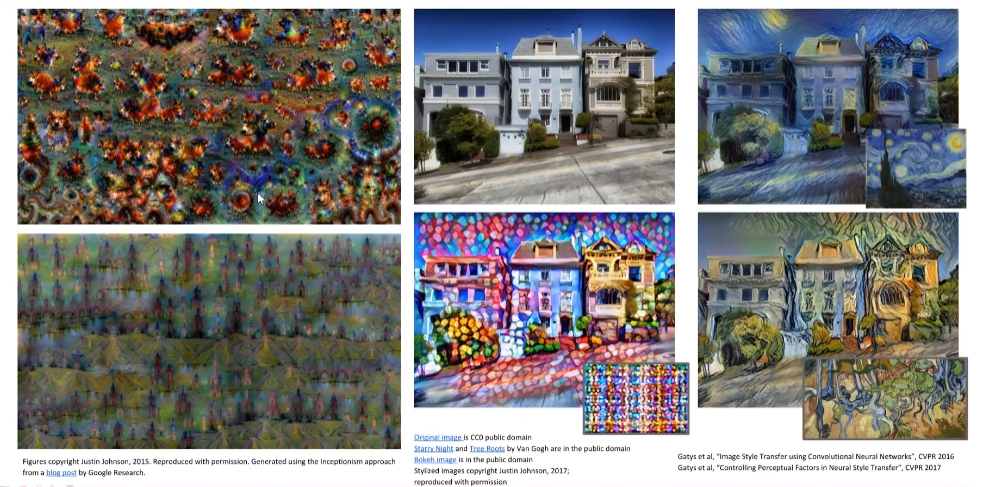 Figures copyright Justin Johnson, 2015. Reproduced with permission. Generated using the Inceptionism approach
from a blog post by Google Research.
Original image is CC0 public domain
Starry Night and Tree Roots by Van Gogh are in the public domain
Bokeh image is in the public domain
Stylized images copyright Justin Johnson, 2017;
reproduced with permission
Gatys et al, "Image Style Transfer using Convolutional Neural Networks", CVPR 2016
Gatys et al, "Controlling Perceptual Factors in Neural Style Transfer", CVPR 2017